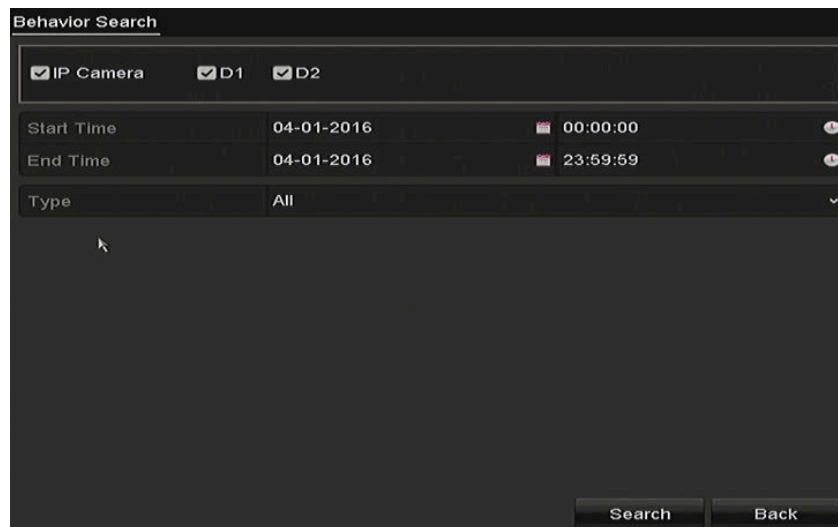 Behavior Search
IP Camera D1 D2
Start Time 04-01-2016 00:00:00
End Time 04-01-2016 23:59:59
Type All
Search Back